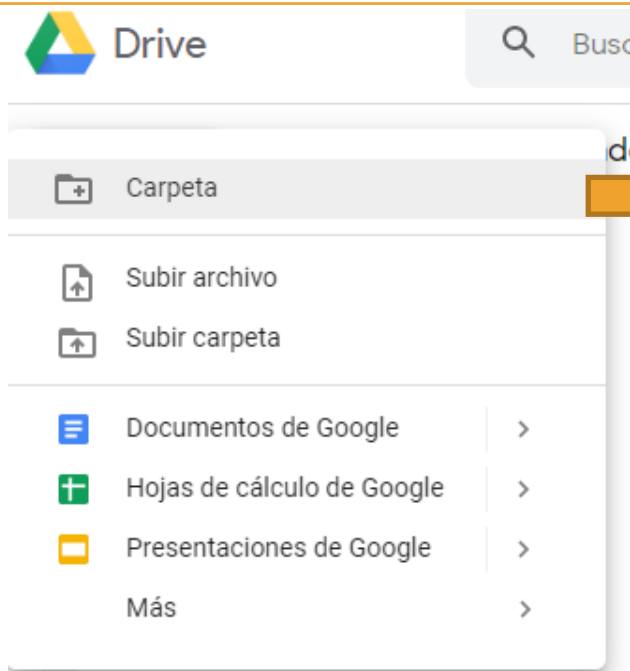 Drive
Carpeta
Subir archivo
Subir carpeta
Documentos de Google
Hojas de cálculo de Google
Presentaciones de Google
Más